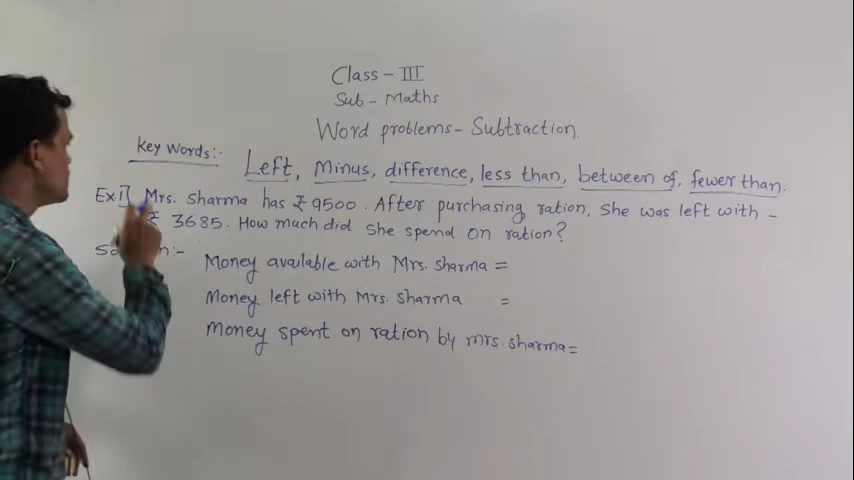 Class - III
Sub - Maths
Word problems - Subtraction.
Key Words:-
Left, Minus, difference, less than, between of, fewer than.
Ex 1] Mrs. Sharma has ₹ 9500. After purchasing ration, She was left with -
₹ 3685. How much did She spend on ration?
Money available with Mrs. Sharma =
Money left with Mrs. Sharma =
Money spent on ration by Mrs. Sharma =